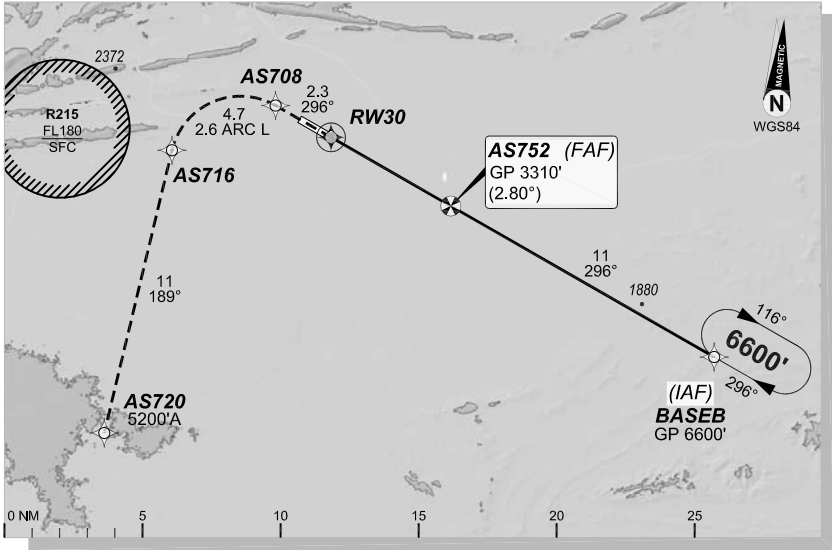 2372
R215
FL180
SFC
AS708
2.3
296°
4.7
2.6 ARC L
RW30
AS716
MAGNETIC
N
WGS84
AS752 (FAF)
GP 3310'
(2.80°)
11
189°
11
296°
1880
116°
6600'
296°
(IAF)
BASEB
GP 6600'
AS720
5200'A
0 NM 5 10 15 20 25